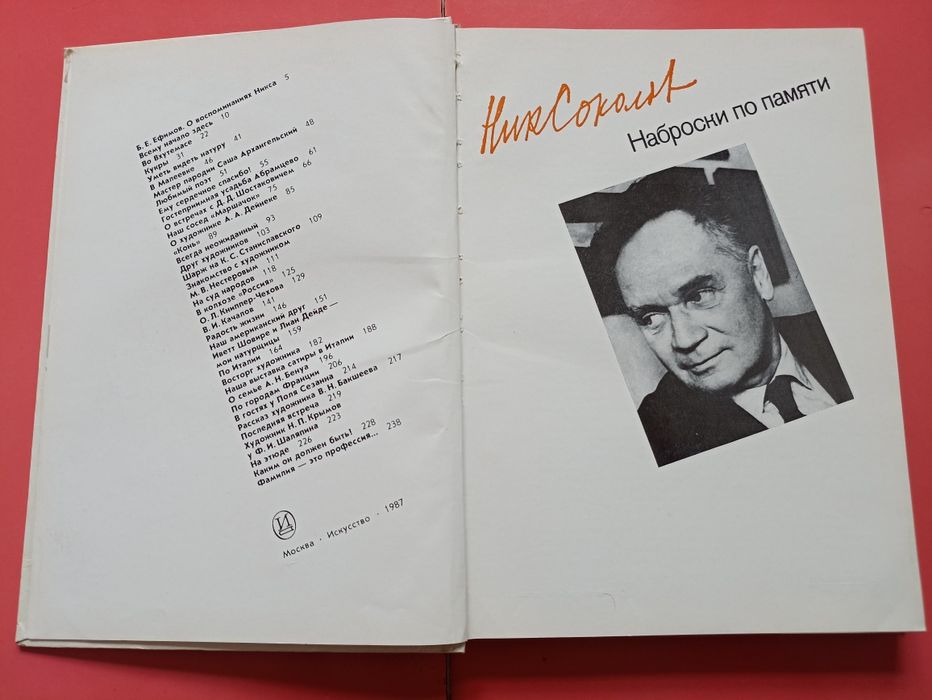 Б. Е. Ефимов. О воспоминаниях Никса 5
Всему начало здесь 10
Во Вхутемасе 22
Кукры 31
Уметь видеть натуру 41
В Малеевке 46
Мастер пародии Саша Архангельский 48
Любимый поэт 51
Ему сердечное спасибо! 55
Гостеприимная усадьба Абрамцево 61
О встречах с Д. Д. Шостаковичем 66
Наш сосед «Маршачок» 75
О художнике А. А. Дейнеке 85
«Конь» 89
Всегда неожиданный 93
Друг художников 103
Шарж на К. С. Станиславского 109
Знакомство с художником
М. В. Нестеровым 111
На суд народов 118
В колхозе «Россия» 125
О. Л. Книппер-Чехова 129
В. И. Качалов 141
Радость жизни 146
Наш американский друг 151
Иветт Шовире и Лиан Дейде —
мои натурщицы 159
По Италии 164
Восторг художника 182
Наша выставка сатиры в Италии 188
О семье А. Н. Бенуа 196
По городам Франции 206
В гостях у Поля Сезанна 214
Рассказ художника В. Н. Бакшеева 217
Последняя встреча 219
Художник Н. П. Крымов
у Ф. И. Шаляпина 223
На этюде 226
Каким он должен быть! 228
Фамилия — это профессия... 238
И
Москва · Искусство · 1987
Ник Соколов
Наброски по памяти